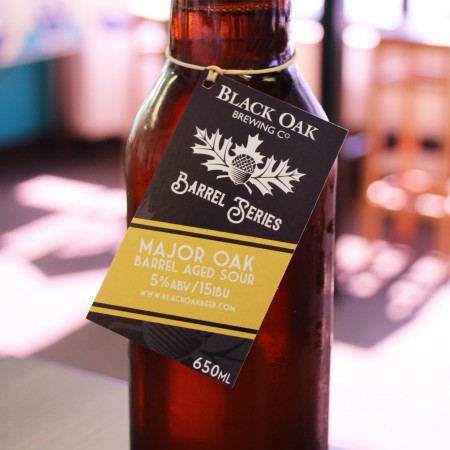 BLACK OAK
BREWING CO
BARREL SERIES
MAJOR OAK
BARREL AGED SOUR
5% ABV/15IBU
WWW.BLACKOAKBEER.COM
650ML